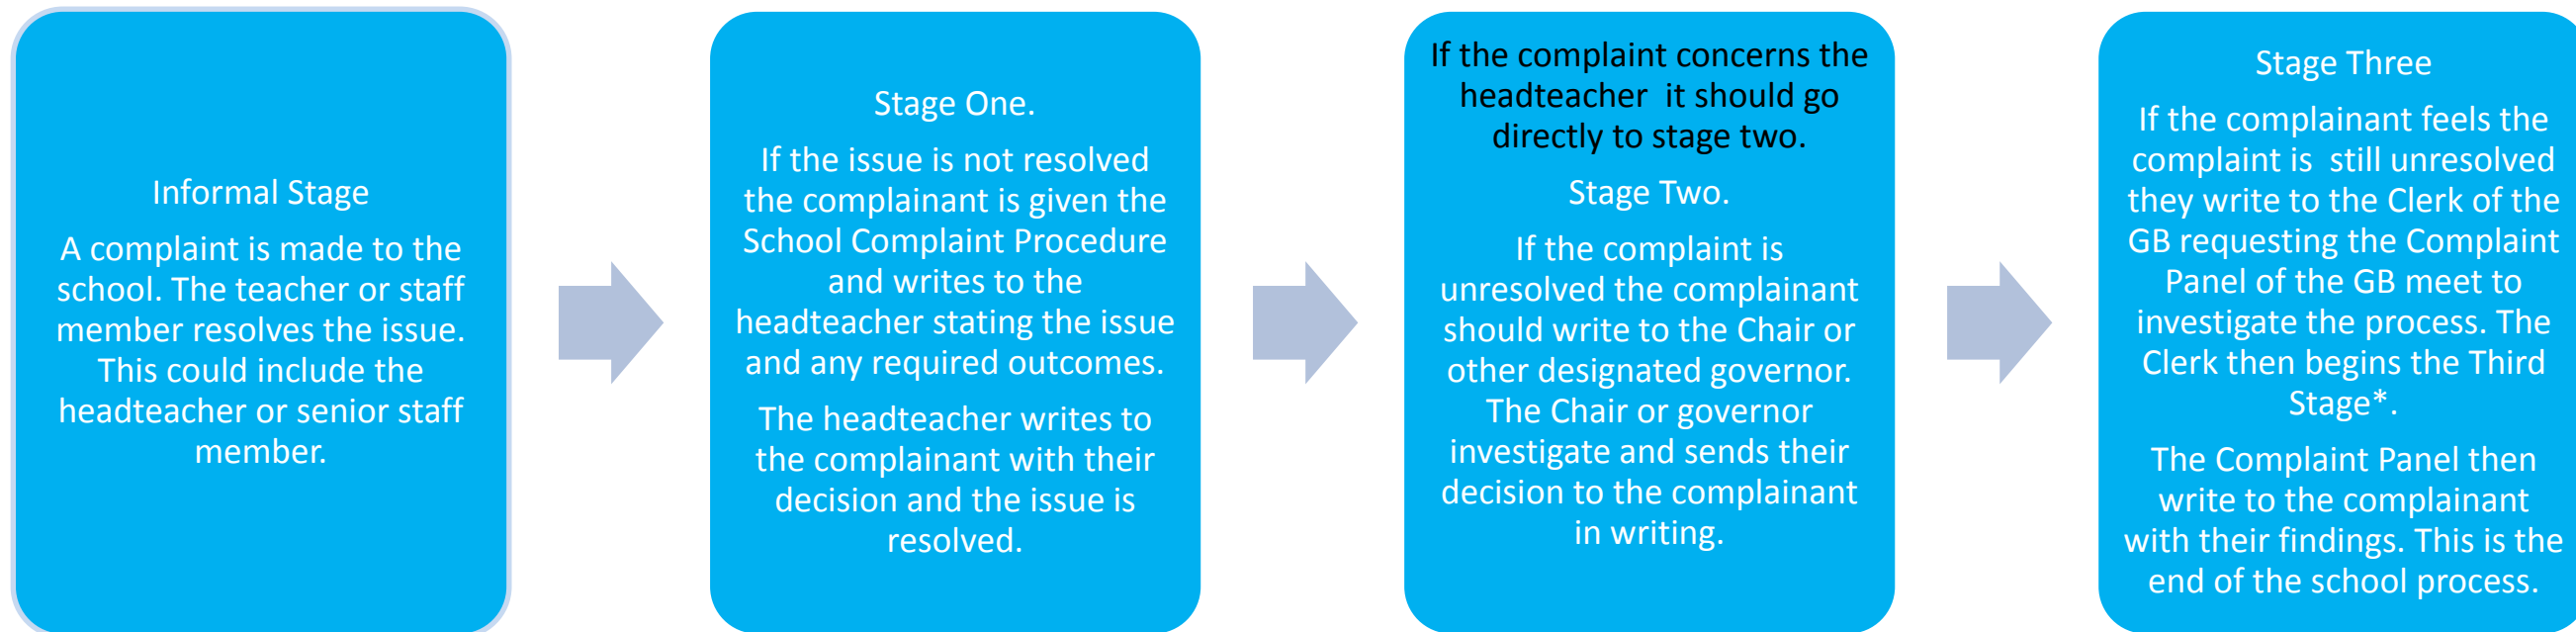 Informal Stage
A complaint is made to the
school. The teacher or staff
member resolves the issue.
This could include the
headteacher or senior staff
member.
Stage One.
If the issue is not resolved
the complainant is given the
School Complaint Procedure
and writes to the
headteacher stating the issue
and any required outcomes.
The headteacher writes to
the complainant with their
decision and the issue is
resolved.
If the complaint concerns the
headteacher it should go
directly to stage two.
Stage Two.
If the complaint is
unresolved the complainant
should write to the Chair or
other designated governor.
The Chair or governor
investigate and sends their
decision to the complainant
in writing.
Stage Three
If the complainant feels the
complaint is still unresolved
they write to the Clerk of the
GB requesting the Complaint
Panel of the GB meet to
investigate the process. The
Clerk then begins the Third
Stage*.
The Complaint Panel then
write to the complainant
with their findings. This is the
end of the school process.